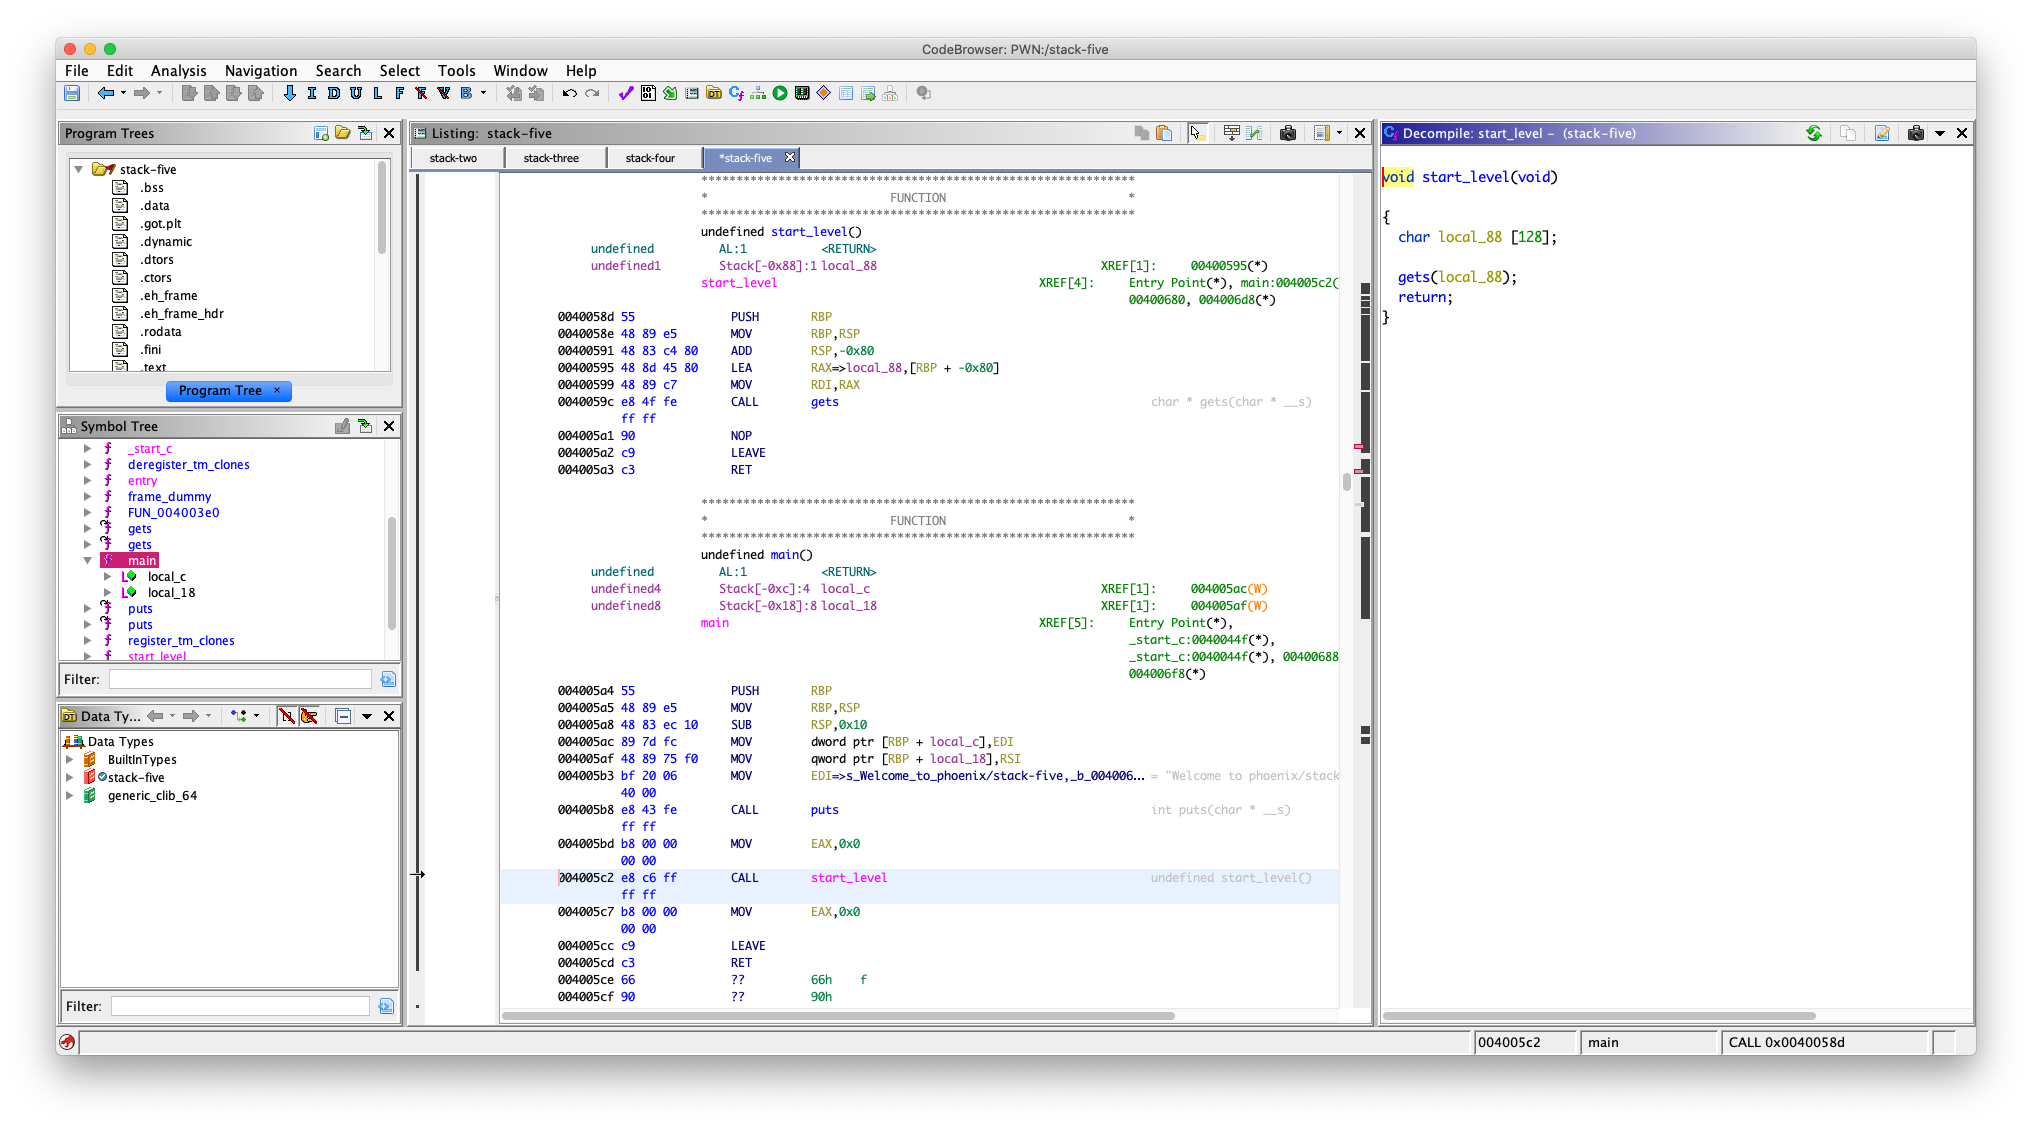 CodeBrowser: PWN:/stack-five
File Edit Analysis Navigation Search Select Tools Window Help
I D U L F B
Program Trees
stack-five
.bss
.data
.got.plt
.dynamic
.dtors
.ctors
.eh_frame
.eh_frame_hdr
.rodata
.fini
.text
Program Tree ×
Symbol Tree
f _start_c
f deregister_tm_clones
f entry
f frame_dummy
f FUN_004003e0
f gets
f gets
f main
L local_c
L local_18
f puts
f puts
f register_tm_clones
start_level
Filter:
Data Ty...
Data Types
BuiltInTypes
stack-five
generic_clib_64
Filter:
Listing: stack-five
stack-two stack-three stack-four *stack-five
**************************************************************
* FUNCTION *
**************************************************************
undefined start_level()
undefined AL:1 <RETURN>
undefined1 Stack[-0x88]:1 local_88 XREF[1]: 00400595(*)
start_level XREF[4]: Entry Point(*), main:004005c2(
00400680, 004006d8(*)
0040058d 55 PUSH RBP
0040058e 48 89 e5 MOV RBP,RSP
00400591 48 83 c4 80 ADD RSP,-0x80
00400595 48 8d 45 80 LEA RAX=>local_88,[RBP + -0x80]
00400599 48 89 c7 MOV RDI,RAX
0040059c e8 4f fe CALL gets char * gets(char * __s)
ff ff
004005a1 90 NOP
004005a2 c9 LEAVE
004005a3 c3 RET
**************************************************************
* FUNCTION *
**************************************************************
undefined main()
undefined AL:1 <RETURN>
undefined4 Stack[-0xc]:4 local_c XREF[1]: 004005ac(W)
undefined8 Stack[-0x18]:8 local_18 XREF[1]: 004005af(W)
main XREF[5]: Entry Point(*),
_start_c:0040044f(*),
_start_c:0040044f(*), 00400688
004006f8(*)
004005a4 55 PUSH RBP
004005a5 48 89 e5 MOV RBP,RSP
004005a8 48 83 ec 10 SUB RSP,0x10
004005ac 89 7d fc MOV dword ptr [RBP + local_c],EDI
004005af 48 89 75 f0 MOV qword ptr [RBP + local_18],RSI
004005b3 bf 20 06 MOV EDI=>s_Welcome_to_phoenix/stack-five,_b_004006... = "Welcome to phoenix/stack
40 00
004005b8 e8 43 fe CALL puts int puts(char * __s)
ff ff
004005bd b8 00 00 MOV EAX,0x0
00 00
004005c2 e8 c6 ff CALL start_level undefined start_level()
ff ff
004005c7 b8 00 00 MOV EAX,0x0
00 00
004005cc c9 LEAVE
004005cd c3 RET
004005ce 66 ?? 66h f
004005cf 90 ?? 90h
Decompile: start_level - (stack-five)
void start_level(void)
{
char local_88 [128];
gets(local_88);
return;
}
004005c2 main CALL 0x0040058d